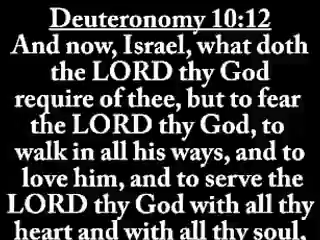 Deuteronomy 10:12
And now, Israel, what doth
the LORD thy God
require of thee, but to fear
the LORD thy God, to
walk in all his ways, and to
love him, and to serve the
LORD thy God with all thy
heart and with all thy soul,